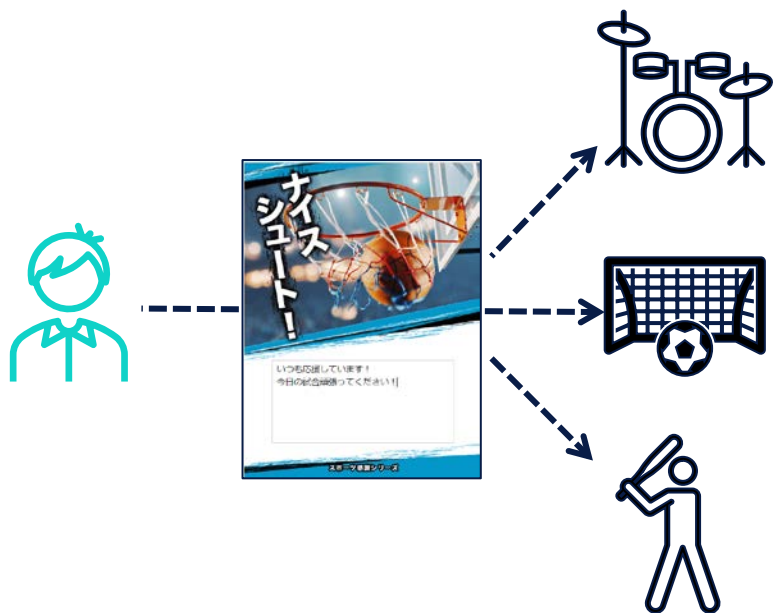 ナイス
シュート！
いつも応援しています！
今日の試合頑張ってください！
スポーツ感謝シリーズ